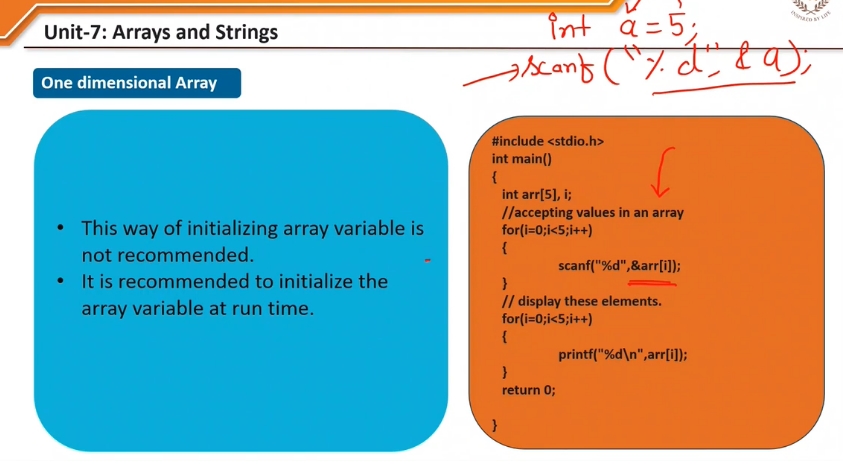 Unit-7: Arrays and Strings
int a = 5;
scanf ("%d", &a);
One dimensional Array
• This way of initializing array variable is
not recommended.
• It is recommended to initialize the
array variable at run time.
#include <stdio.h>
int main()
{
int arr[5], i;
//accepting values in an array
for(i=0;i<5;i++)
{
scanf("%d",&arr[i]);
}
// display these elements.
for(i=0;i<5;i++)
{
printf("%d\n",arr[i]);
}
return 0;
}